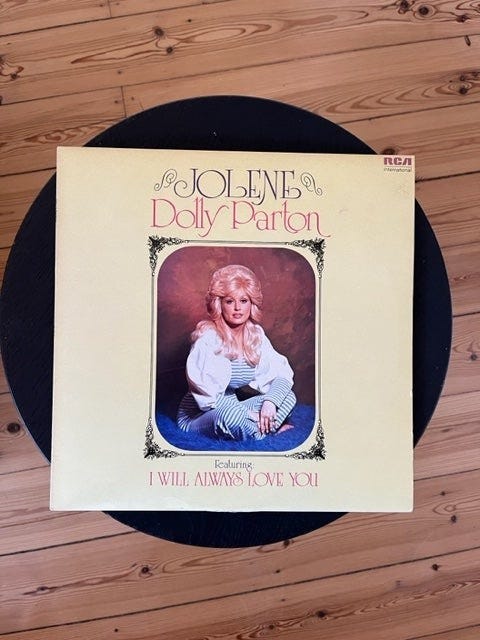 RCA
International
JOLENE
Dolly Parton
Featuring:
I WILL ALWAYS LOVE YOU